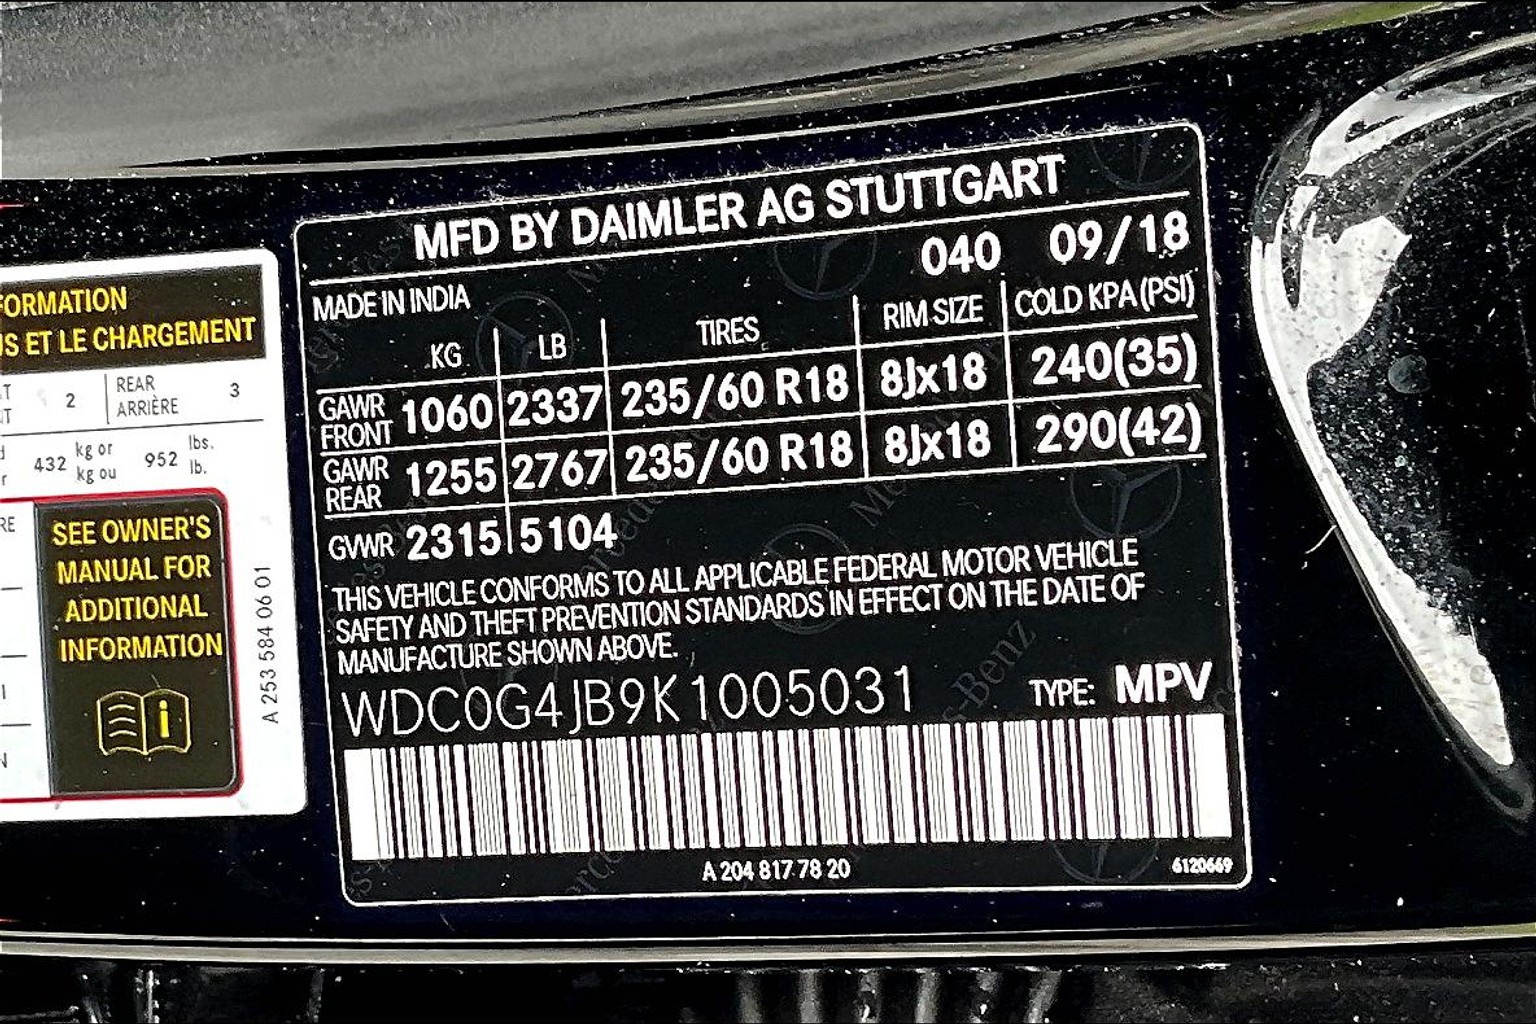 MFD BY DAIMLER AG STUTTGART
040 09/18
MADE IN INDIA
KG LB TIRES RIM SIZE COLD KPA(PSI)
GAWR FRONT 1060 2337 235/60 R18 8Jx18 240(35)
GAWR REAR 1255 2767 235/60 R18 8Jx18 290(42)
GVWR 2315 5104
THIS VEHICLE CONFORMS TO ALL APPLICABLE FEDERAL MOTOR VEHICLE
SAFETY AND THEFT PREVENTION STANDARDS IN EFFECT ON THE DATE OF
MANUFACTURE SHOWN ABOVE.
WDC0G4JB9K1005031 TYPE: MPV
A 204 817 78 20 6120669
FORMATION
US ET LE CHARGEMENT
2 REAR
ARRIÈRE 3
432 kg or
kg ou 952 lbs.
lb.
SEE OWNER'S
MANUAL FOR
ADDITIONAL
INFORMATION
A 253 584 06 01